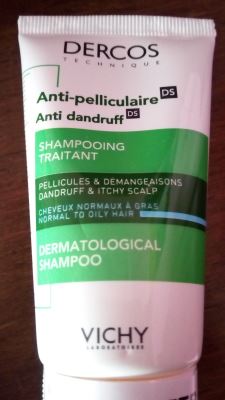 DERCOS
TECHNIQUE
Anti-pelliculaire DS
Anti dandruff DS
SHAMPOOING
TRAITANT
PELLICULES & DEMANGEAISONS
DANDRUFF & ITCHY SCALP
CHEVEUX NORMAUX À GRAS
NORMAL TO OILY HAIR
DERMATOLOGICAL
SHAMPOO
VICHY
LABORATOIRES